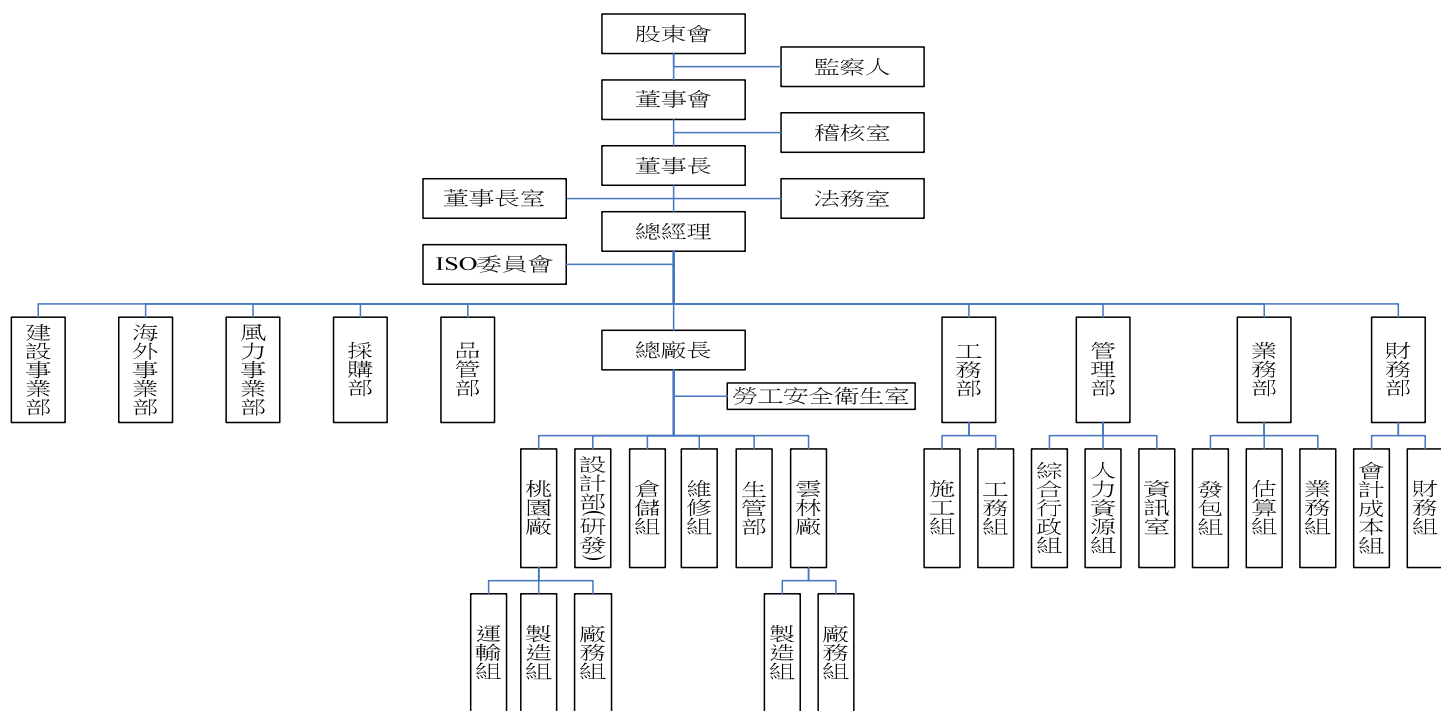 股東會
監察人
董事會
稽核室
董事長
董事長室
法務室
總經理
ISO委員會
建設事業部
海外事業部
風力事業部
採購部
品管部
總廠長
工務部
管理部
業務部
財務部
勞工安全衛生室
桃園廠
設計部(研發)
倉儲組
維修組
生管部
雲林廠
施工組
工務組
綜合行政組
人力資源組
資訊室
發包組
估算組
業務組
會計成本組
財務組
運輸組
製造組
廠務組
製造組
廠務組